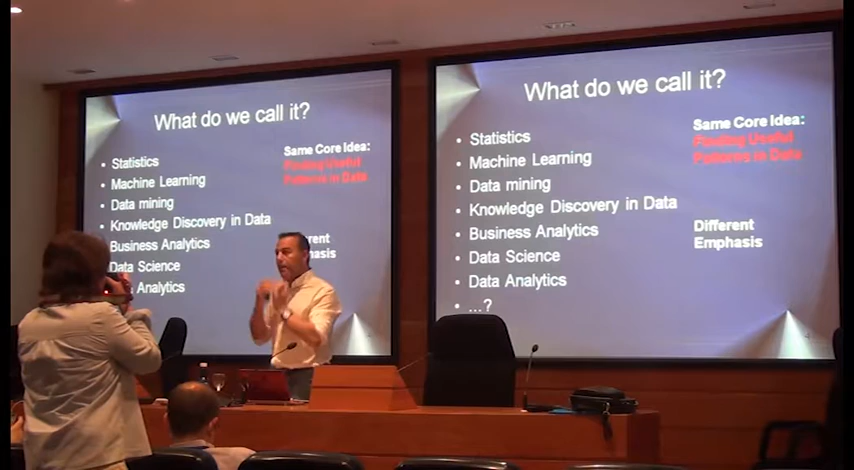 What do we call it?
Same Core Idea:
Finding Useful
Patterns in Data
• Statistics
• Machine Learning
• Data mining
• Knowledge Discovery in Data
• Business Analytics
Data Science
Analytics
What do we call it?
Same Core Idea:
Finding Useful
Patterns in Data
• Statistics
• Machine Learning
• Data mining
• Knowledge Discovery in Data
• Business Analytics
• Data Science
• Data Analytics
• ...?
Different
Emphasis